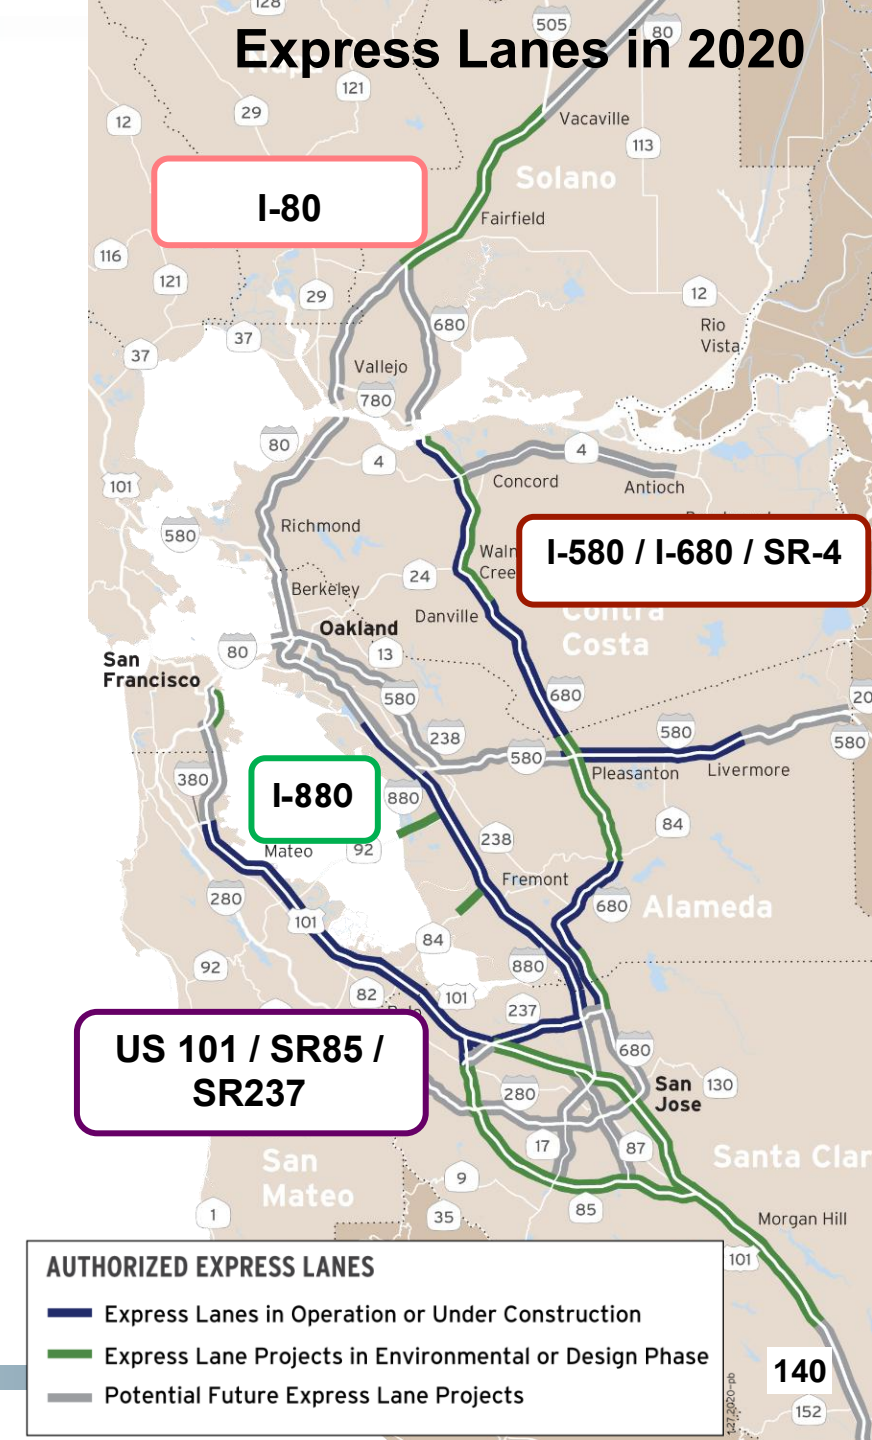 128
505
80
Express Lanes in 2020
121
29
12
Vacaville
113
Solano
I-80
Fairfield
116
121
29
12
680
Rio
Vista
37
37
Vallejo
780
80
4
4
Concord
Antioch
101
Richmond
580
I-580 / I-680 / SR-4
24
Berkeley
Danville
Costa
Oakland
13
80
San
Francisco
680
580
238
580
580
580
20
Pleasanton
Livermore
380
I-880
880
Mateo
92
238
84
Fremont
280
101
680
Alameda
84
92
880
82
101
237
US 101 / SR85 /
SR237
680
280
San
Jose
130
17
87
Santa Clar
San
Mateo
9
85
1
35
Morgan Hill
101
AUTHORIZED EXPRESS LANES
Express Lanes in Operation or Under Construction
Express Lane Projects in Environmental or Design Phase
Potential Future Express Lane Projects
140
152